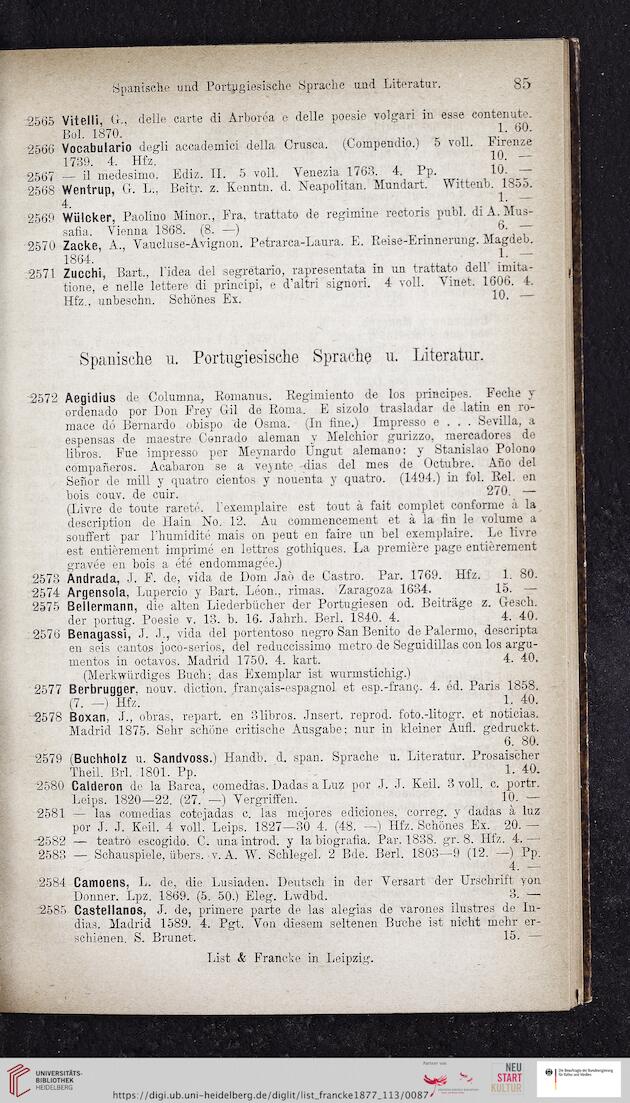 Spanische und Portugiesische Sprache und Literatur. 85
2565 Vitelli, G., delle carte di Arboréa e delle poesie volgari in esse contenute.
Bol. 1870. 1. 60.
2566 Vocabulario degli accademici della Crusca. (Compendio.) 5 voll. Firenze
1739. 4. Hfz. 10. —
2567 — il medesimo. Ediz. II. 5 voll. Venezia 1763. 4. Pp. 10. —
2568 Wentrup, G. L., Beitr. z. Kenntn. d. Neapolitan. Mundart. Wittenb. 1855.
4. 1. —
2569 Wülcker, Paolino Minor., Fra, trattato de regimine rectoris publ. di A. Mus-
safia. Vienna 1868. (8. —) 6. —
2570 Zacke, A., Vaucluse-Avignon. Petrarca-Laura. E. Reise-Erinnerung. Magdeb.
1864. 1. —
2571 Zucchi, Bart., l'idea del segretario, rapresentata in un trattato dell' imita-
tione, e nelle lettere di principi, e d'altri signori. 4 voll. Vinet. 1606. 4.
Hfz., unbeschn. Schönes Ex. 10. —
Spanische u. Portugiesische Sprache u. Literatur.
2572 Aegidius de Columna, Romanus. Regimiento de los principes. Feche y
ordenado por Don Frey Gil de Roma. E sizolo trasladar de latin en ro-
mace dó Bernardo obispo de Osma. (In fine.) Impresso e . . . Sevilla, a
espensas de maestre Conrado aleman y Melchior gurizzo, mercadores de
libros. Fue impresso per Meynardo Ungut alemano: y Stanislao Polono
compañeros. Acabaron se a veynte dias del mes de Octubre. Año del
Señor de mill y quatro cientos y nouenta y quatro. (1494.) in fol. Rel. en
bois couv. de cuir. 270. —
(Livre de toute rareté. l'exemplaire est tout à fait complet conforme à la
description de Hain No. 12. Au commencement et à la fin le volume a
souffert par l'humidité mais on peut en faire un bel exemplaire. Le livre
est entièrement imprimé en lettres gothiques. La première page entièrement
gravée en bois a été endommagée.)
2573 Andrada, J. F. de, vida de Dom Jaò de Castro. Par. 1769. Hfz. 1. 80.
2574 Argensola, Lupercio y Bart. Léon., rimas. Zaragoza 1634. 15. —
2575 Bellermann, die alten Liederbücher der Portugiesen od. Beiträge z. Gesch.
der portug. Poesie v. 13. b. 16. Jahrh. Berl. 1840. 4. 4. 40.
2576 Benagassi, J. J., vida del portentoso negro San Benito de Palermo, descripta
en seis cantos joco-serios, del reduccissimo metro de Seguidillas con los argu-
mentos in octavos. Madrid 1750. 4. kart. 4. 40.
(Merkwürdiges Buch; das Exemplar ist wurmstichig.)
2577 Berbrugger, nouv. diction. français-espagnol et esp.-franç. 4. éd. Paris 1858.
(7. —) Hfz. 1. 40.
2578 Boxan, J., obras, repart. en 3 libros. Jnsert. reprod. foto.-litogr. et noticias.
Madrid 1875. Sehr schöne critische Ausgabe; nur in kleiner Aufl. gedruckt.
6. 80.
2579 (Buchholz u. Sandvoss.) Handb. d. span. Sprache u. Literatur. Prosaischer
Theil. Brl. 1801. Pp. 1. 40.
2580 Calderon de la Barca, comedias. Dadas a Luz por J. J. Keil. 3 voll. c. portr.
Leips. 1820—22. (27. —) Vergriffen. 10. —
2581 — las comedias cotejadas c. las mejores ediciones, correg. y dadas à luz
por J. J. Keil. 4 voll. Leips. 1827—30 4. (48. —) Hfz. Schönes Ex. 20. —
2582 — teatro escogido. C. una introd. y la biografia. Par. 1838. gr. 8. Hfz. 4. —
2583 — Schauspiele, übers. v. A. W. Schlegel. 2 Bde. Berl. 1803—9 (12. —) Pp.
4. —
2584 Camoens, L. de, die Lusiaden. Deutsch in der Versart der Urschrift von
Donner. Lpz. 1869. (5. 50.) Eleg. Lwdbd. 3. —
2585 Castellanos, J. de, primere parte de las alegias de varones ilustres de In-
dias. Madrid 1589. 4. Pgt. Von diesem seltenen Buche ist nicht mehr er-
schienen. S. Brunet. 15. —
List & Francke in Leipzig.
UNIVERSITÄTS-
BIBLIOTHEK
HEIDELBERG
https://digi.ub.uni-heidelberg.de/diglit/list_francke1877_113/0087
Partner von
NEU
START
KULTUR